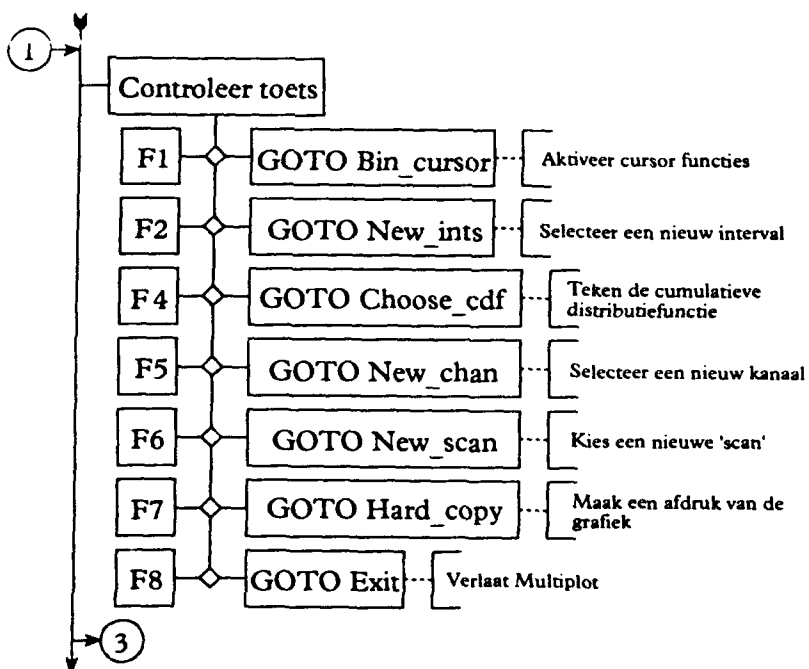 1
Controleer toets
F1 GOTO Bin_cursor Aktiveer cursor functies
F2 GOTO New_ints Selecteer een nieuw interval
F4 GOTO Choose_cdf Teken de cumulatieve
distributiefunctie
F5 GOTO New_chan Selecteer een nieuw kanaal
F6 GOTO New_scan Kies een nieuwe 'scan'
F7 GOTO Hard_copy Maak een afdruk van de
grafiek
F8 GOTO Exit Verlaat Multiplot
3